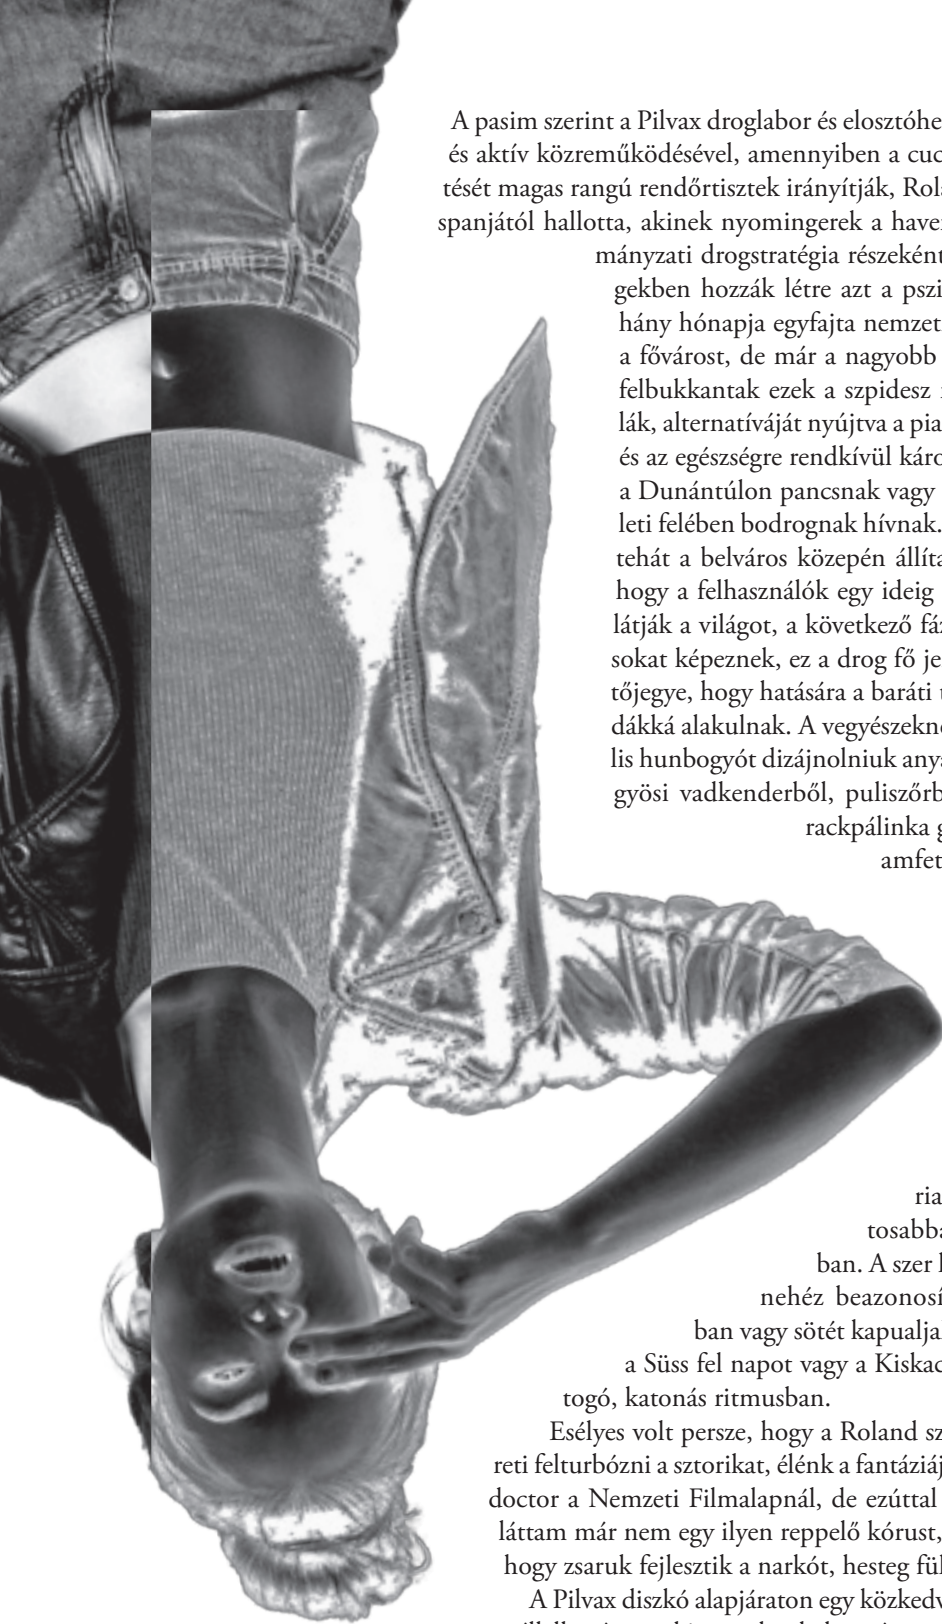 A pasim szerint a Pilvax droglabor és elosztóhe
és aktív közreműködésével, amennyiben a cuc
tését magas rangú rendőrtisztek irányítják, Rola
spanjától hallotta, akinek nyomingerek a have
mányzati drogstratégia részeként
gekben hozzák létre azt a pszi
hány hónapja egyfajta nemzet
a fővárost, de már a nagyobb
felbukkantak ezek a szpidesz
lák, alternatíváját nyújtva a pia
és az egészségre rendkívül káro
a Dunántúlon pancsnak vagy
leti felében bodrognak hívnak.
tehát a belváros közepén állíta
hogy a felhasználók egy ideig
látják a világot, a következő fáz
sokat képeznek, ez a drog fő je
tőjegye, hogy hatására a baráti
dákká alakulnak. A vegyészekn
lis hunbogyót dizájnolniuk anya
gyösi vadkenderből, puliszőrb
rackpálinka g
amfet
ria
tosabba
ban. A szer
nehéz beazonosí
ban vagy sötét kapualja
a Süss fel napot vagy a Kiskac
togó, katonás ritmusban.
Esélyes volt persze, hogy a Roland sz
reti felturbózni a sztorikat, élénk a fantáziáj
doctor a Nemzeti Filmalapnál, de ezúttal
láttam már nem egy ilyen reppelő kórust,
hogy zsaruk fejlesztik a narkót, hesteg fül
A Pilvax diszkó alapjáraton egy közkedv